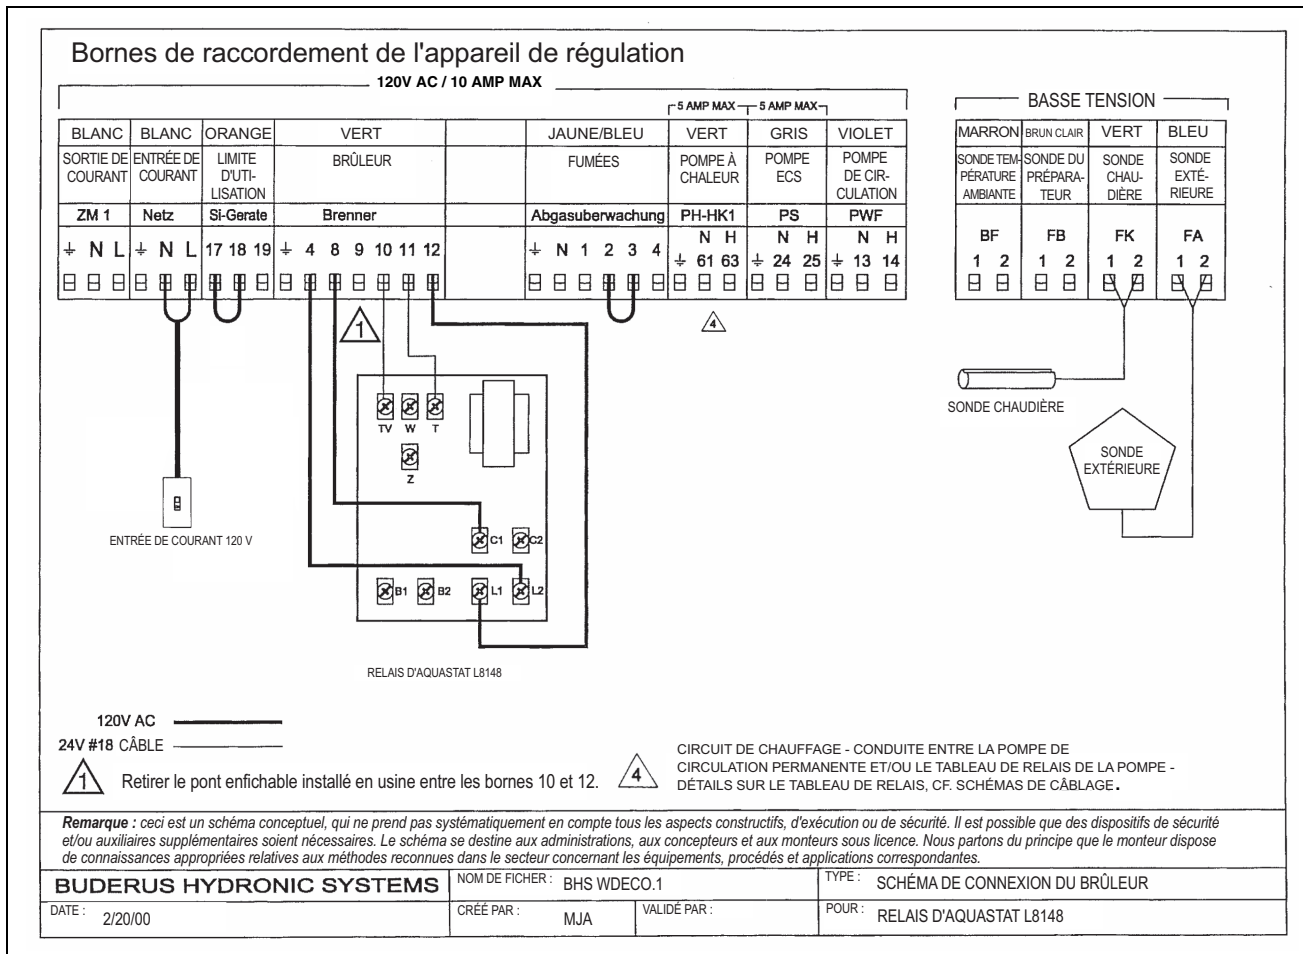 Bornes de raccordement de l'appareil de régulation
120V AC / 10 AMP MAX
5 AMP MAX 5 AMP MAX
BASSE TENSION
BLANC BLANC ORANGE VERT JAUNE/BLEU VERT GRIS VIOLET
MARRON BRUN CLAIR VERT BLEU
SORTIE DE COURANT
ENTRÉE DE COURANT
LIMITE D'UTI-
LISATION
BRÛLEUR
FUMÉES
POMPE À CHALEUR
POMPE ECS
POMPE DE CIR-
CULATION
SONDE TEM-
PÉRATURE
AMBIANTE
SONDE DU
PRÉPARA-
TEUR
SONDE
CHAU-
DIÈRE
SONDE
EXTÉ-
RIEURE
ZM 1 Netz Si-Gerate Brenner Abgasuberwachung PH-HK1 PS PWF
BF FB FK FA
N H N H N H
⏚ N L ⏚ N L 17 18 19 ⏚ 4 8 9 10 11 12 ⏚ N 1 2 3 4 ⏚ 61 63 ⏚ 24 25 ⏚ 13 14
1 2 1 2 1 2 1 2
1
4
TV W T
Z
C1 C2
B1 B2 L1 L2
SONDE CHAUDIÈRE
SONDE
EXTÉRIEURE
ENTRÉE DE COURANT 120 V
RELAIS D'AQUASTAT L8148
120V AC
24V #18 CÂBLE
1 Retirer le pont enfichable installé en usine entre les bornes 10 et 12.
4 CIRCUIT DE CHAUFFAGE - CONDUITE ENTRE LA POMPE DE
CIRCULATION PERMANENTE ET/OU LE TABLEAU DE RELAIS DE LA POMPE -
DÉTAILS SUR LE TABLEAU DE RELAIS, CF. SCHÉMAS DE CÂBLAGE.
Remarque : ceci est un schéma conceptuel, qui ne prend pas systématiquement en compte tous les aspects constructifs, d'exécution ou de sécurité. Il est possible que des dispositifs de sécurité
et/ou auxiliaires supplémentaires soient nécessaires. Le schéma se destine aux administrations, aux concepteurs et aux monteurs sous licence. Nous partons du principe que le monteur dispose
de connaissances appropriées relatives aux méthodes reconnues dans le secteur concernant les équipements, procédés et applications correspondantes.
BUDERUS HYDRONIC SYSTEMS
NOM DE FICHER : BHS WDECO.1
TYPE : SCHÉMA DE CONNEXION DU BRÛLEUR
DATE : 2/20/00
CRÉÉ PAR : MJA
VALIDÉ PAR :
POUR : RELAIS D'AQUASTAT L8148